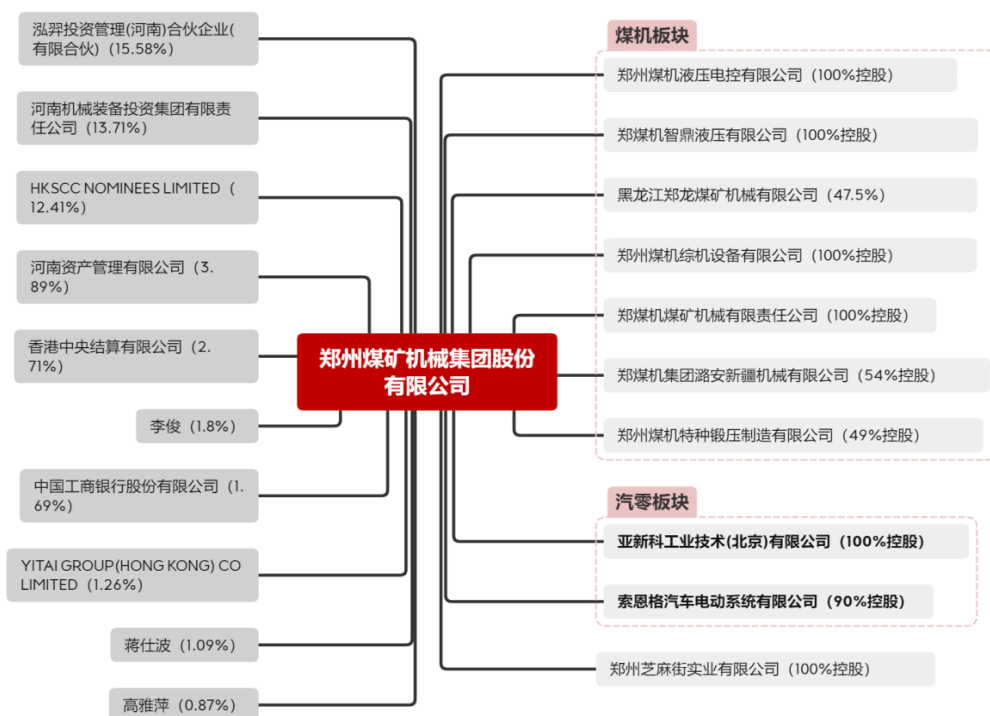 泓羿投资管理(河南)合伙企业(
有限合伙)（15.58%）
河南机械装备投资集团有限责
任公司（13.71%）
HKSCC NOMINEES LIMITED（
12.41%）
河南资产管理有限公司（3.
89%）
香港中央结算有限公司（2.
71%）
李俊（1.8%）
中国工商银行股份有限公司（1.
69%）
YITAI GROUP(HONG KONG) CO
LIMITED（1.26%）
蒋仕波（1.09%）
高雅萍（0.87%）
郑州煤矿机械集团股份
有限公司
煤机板块
郑州煤机液压电控有限公司（100%控股）
郑煤机智鼎液压有限公司（100%控股）
黑龙江郑龙煤矿机械有限公司（47.5%）
郑州煤机综机设备有限公司（100%控股）
郑煤机煤矿机械有限责任公司（100%控股）
郑煤机集团潞安新疆机械有限公司（54%控股）
郑州煤机特种锻压制造有限公司（49%控股）
汽零板块
亚新科工业技术(北京)有限公司（100%控股）
索恩格汽车电动系统有限公司（90%控股）
郑州芝麻街实业有限公司（100%控股）